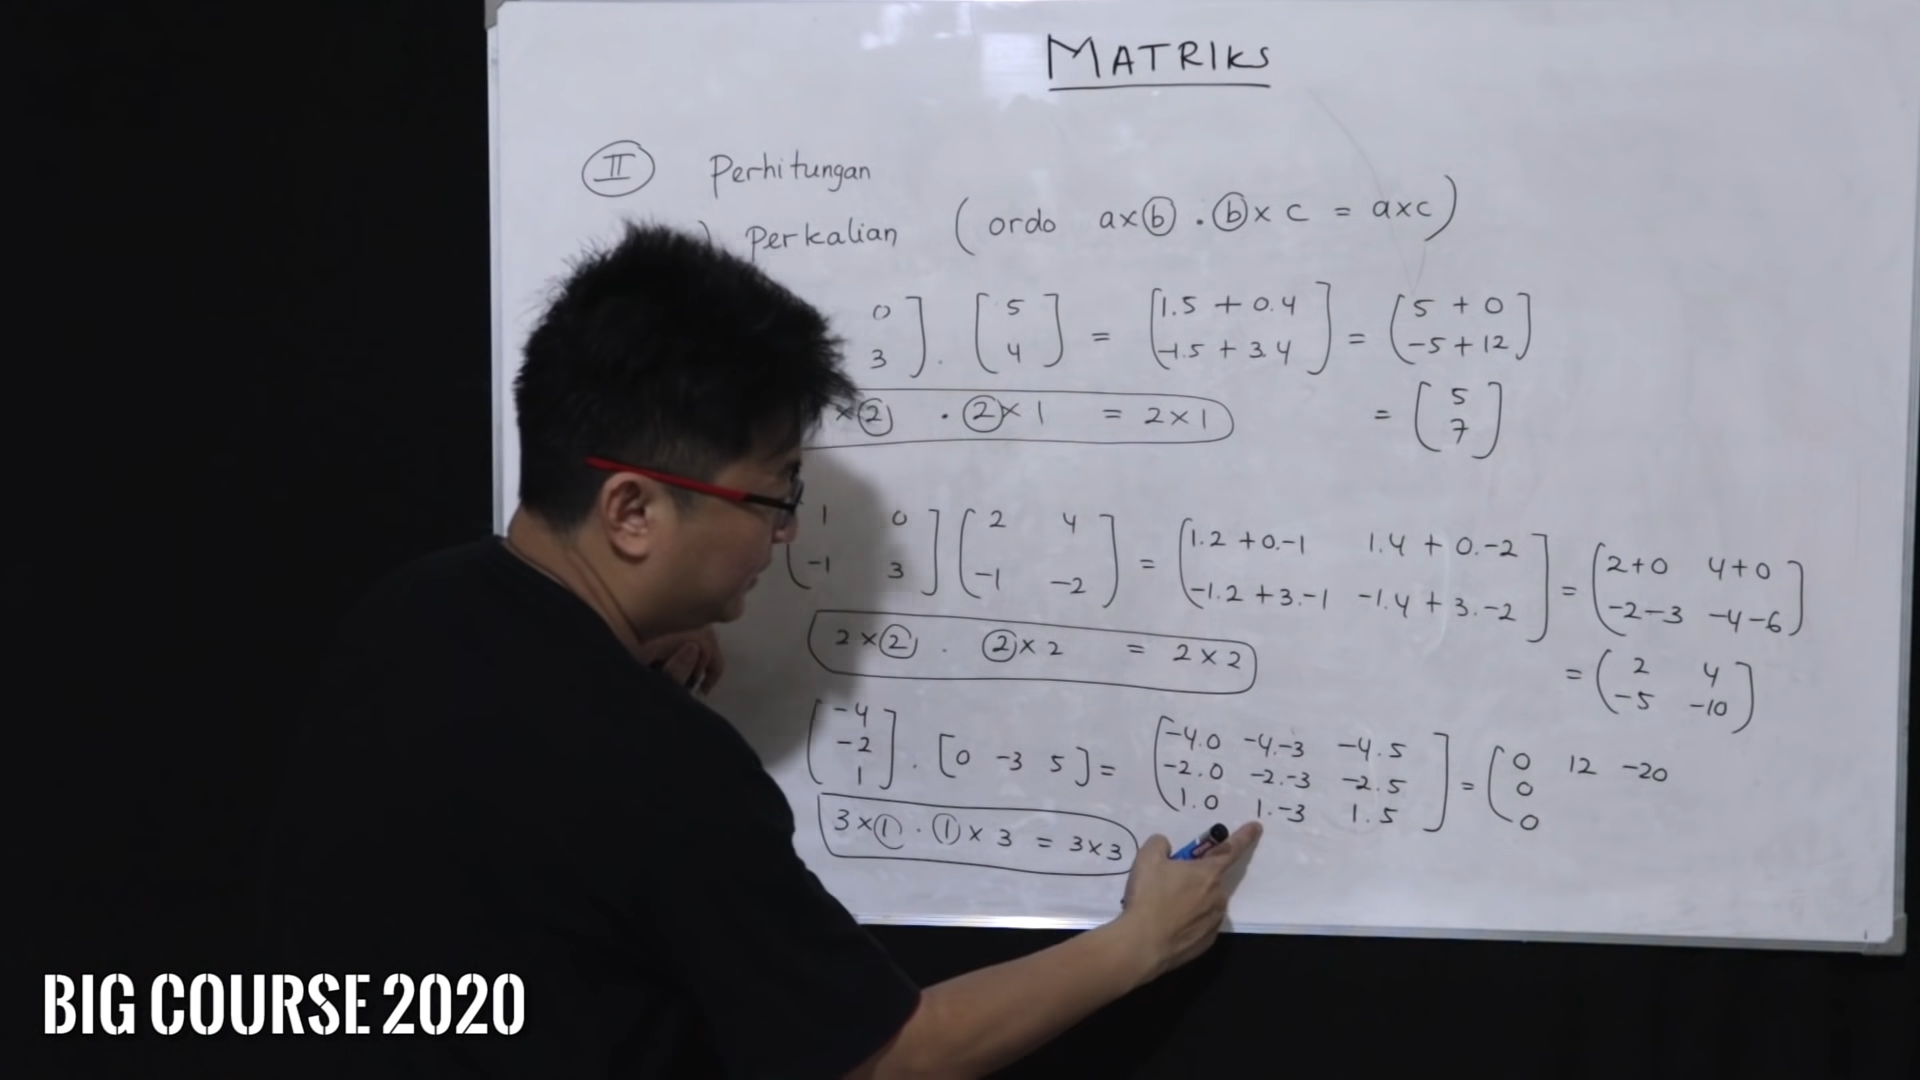 MATRIKS
II Perhitungan
) Perkalian (ordo axb . bxc = axc)
0 ] . [ 5 ] = [ 1.5 + 0.4 ] = [ 5 + 0 ]
3 4 -1.5 + 3.4 -5 + 12
x 2 . 2 x 1 = 2 x 1
= [ 5 ]
7
1 0 ] [ 2 4 ] = [ 1.2 + 0.-1 1.4 + 0.-2 ] = [ 2+0 4+0 ]
-1 3 -1 -2 -1.2 + 3.-1 -1.4 + 3.-2 -2-3 -4-6
2 x 2 . 2 x 2 = 2 x 2
= [ 2 4 ]
-5 -10
[ -4 ] . [ 0 -3 5 ] = [ -4.0 -4.-3 -4.5 ] = [ 0 12 -20
-2 -2.0 -2.-3 -2.5 0
1 1.0 1.-3 1.5 0
3 x 1 . 1 x 3 = 3 x 3
BIG COURSE 2020